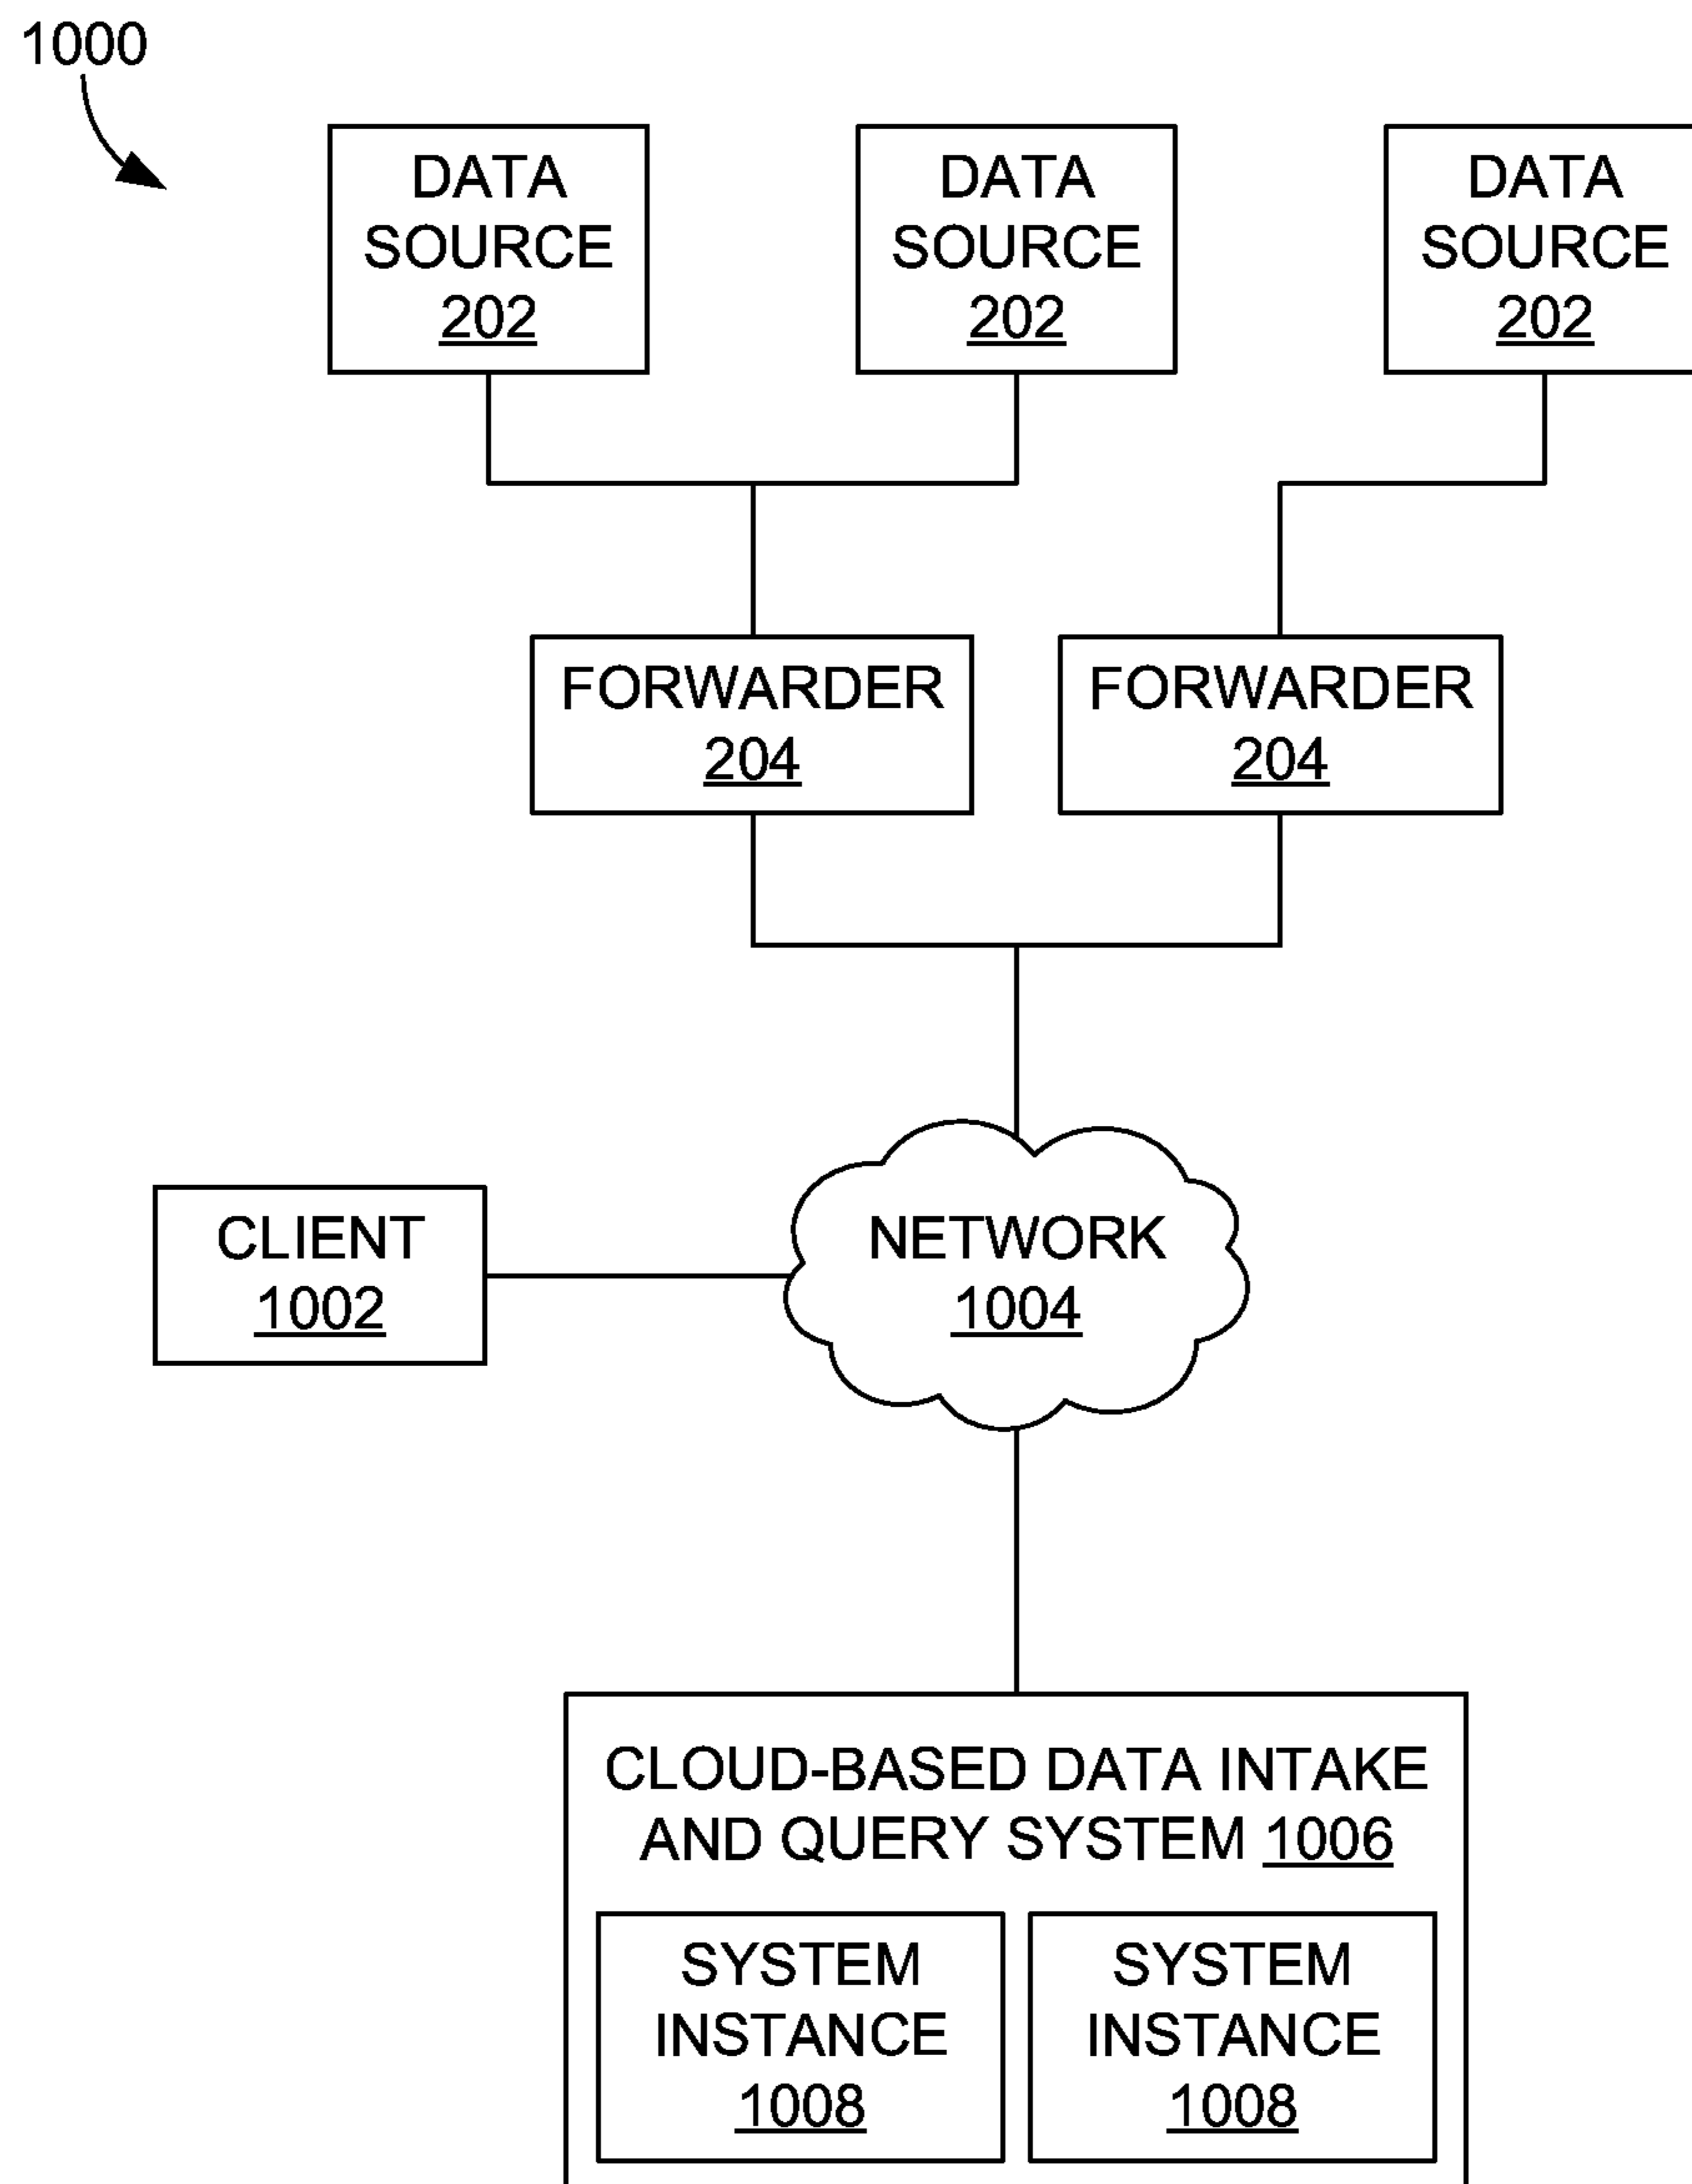 1000
DATA
SOURCE
202
DATA
SOURCE
202
DATA
SOURCE
202
FORWARDER
204
FORWARDER
204
CLIENT
1002
NETWORK
1004
CLOUD-BASED DATA INTAKE
AND QUERY SYSTEM 1006
SYSTEM
INSTANCE
1008
SYSTEM
INSTANCE
1008